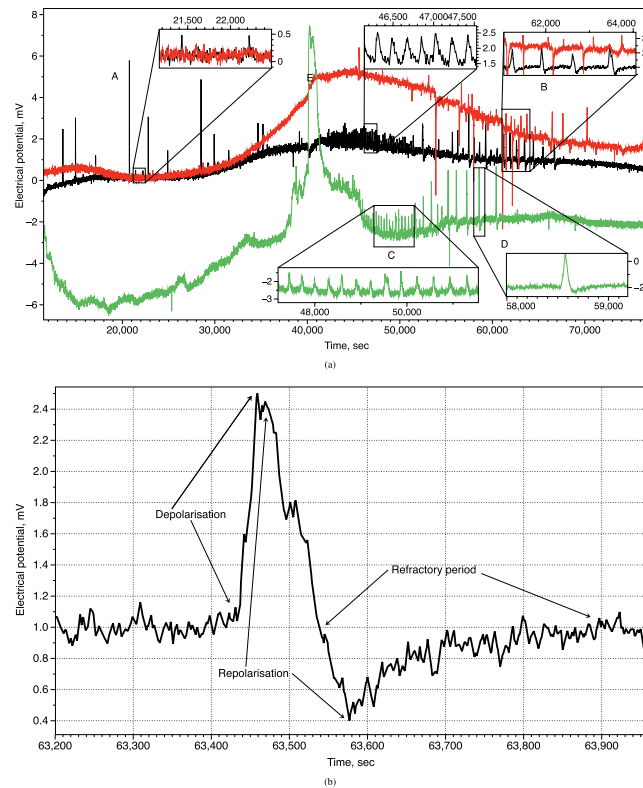 21,500 22,000
0.5
0
46,500 47,000 47,500
2.5
2.0
1.5
62,000 64,000
2.5
1.5
8
6
4
2
0
−2
−4
−6
A
E
B
C
D
−2
−3
48,000 50,000
0
−2
58,000 59,000
20,000 30,000 40,000 50,000 60,000 70,000
Electrical potential, mV
Time, sec
(a)
2.4
2.2
2.0
1.8
1.6
1.4
1.2
1.0
0.8
0.6
0.4
Electrical potential, mV
Depolarisation
Refractory period
Repolarisation
63,200 63,300 63,400 63,500 63,600 63,700 63,800 63,900
Time, sec
(b)